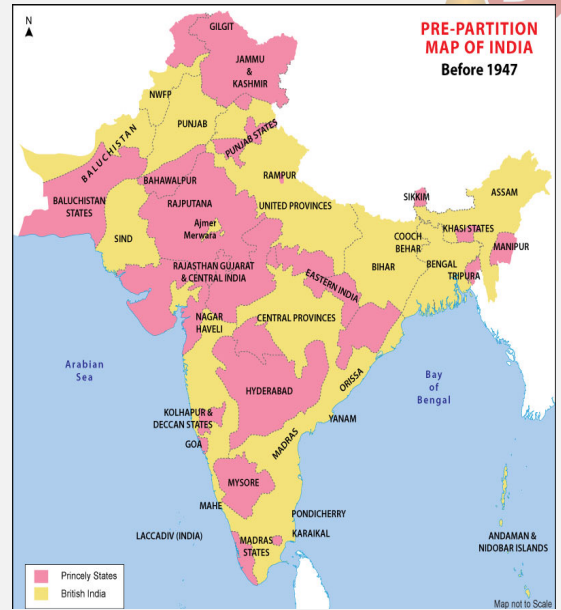 N
PRE-PARTITION
MAP OF INDIA
Before 1947
GILGIT
JAMMU
&
KASHMIR
NWFP
PUNJAB
BALUCHISTAN
PUNJAB STATES
BAHAWALPUR
RAMPUR
BALUCHISTAN
STATES
RAJPUTANA
UNITED PROVINCES
SIKKIM
ASSAM
Ajmer
Merwara
SIND
COOCH
BEHAR
KHASI STATES
MANIPUR
BIHAR
BENGAL
TRIPURA
RAJASTHAN GUJARAT
& CENTRAL INDIA
EASTERN INDIA
NAGAR
HAVELI
CENTRAL PROVINCES
Arabian
Sea
Bay
of
Bengal
HYDERABAD
ORISSA
KOLHAPUR &
DECCAN STATES
YANAM
GOA
MADRAS
MYSORE
MAHE
PONDICHERRY
LACCADIV (INDIA)
MADRAS
STATES
KARAIKAL
ANDAMAN &
NIDOBAR ISLANDS
Princely States
British India
Map not to Scale